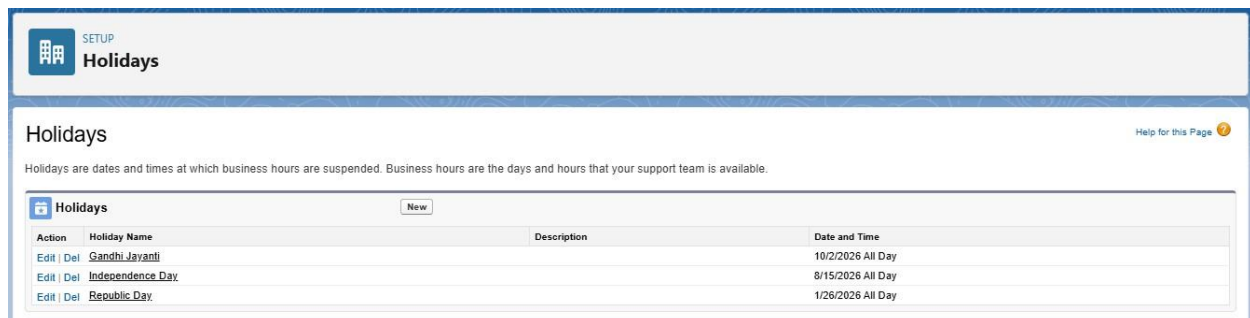 SETUP
Holidays
Holidays
Help for this Page ?
Holidays are dates and times at which business hours are suspended. Business hours are the days and hours that your support team is available.
Holidays New
Action Holiday Name Description Date and Time
Edit | Del Gandhi Jayanti 10/2/2026 All Day
Edit | Del Independence Day 8/15/2026 All Day
Edit | Del Republic Day 1/26/2026 All Day